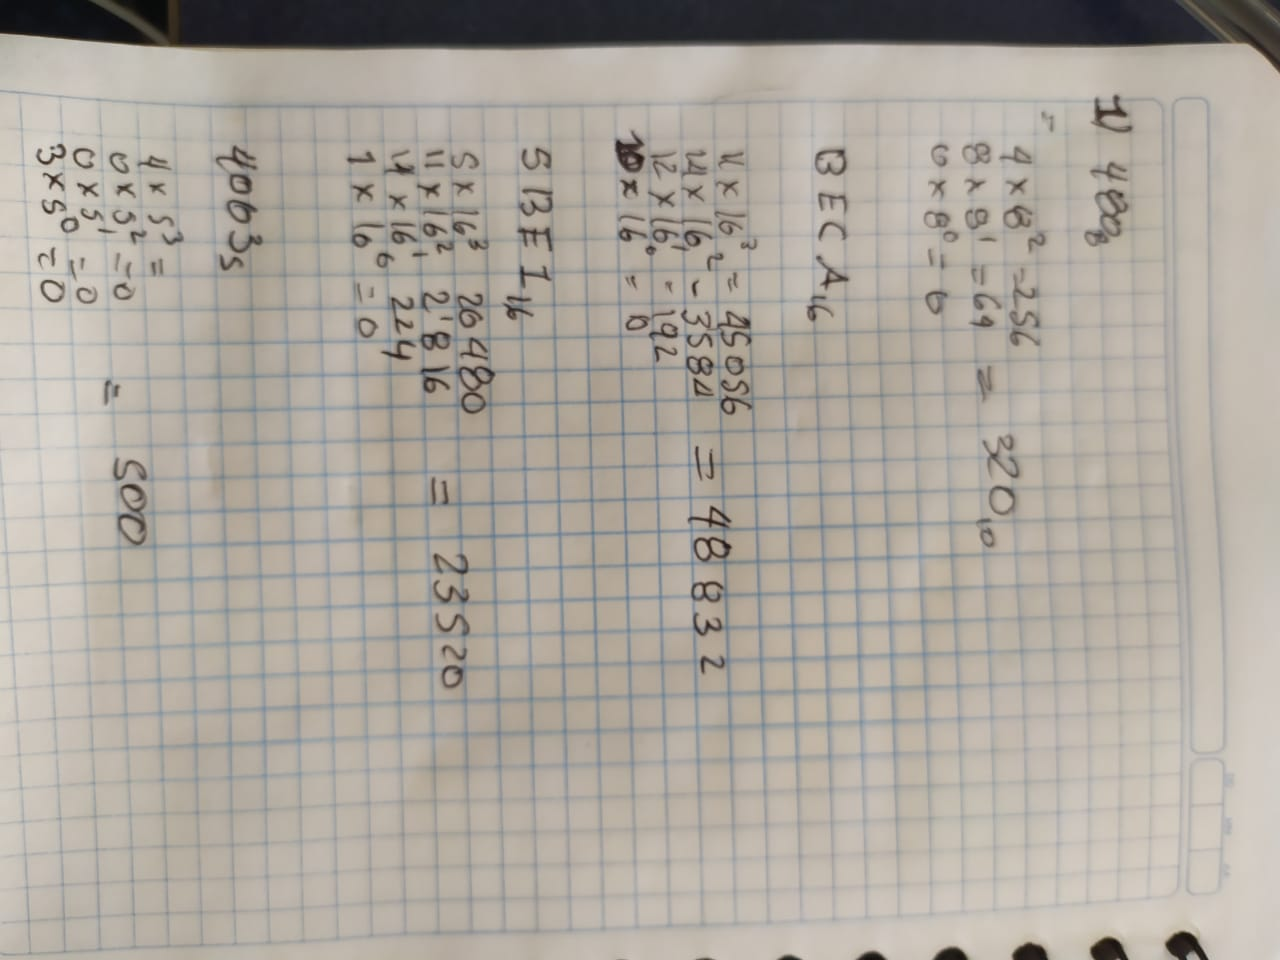 1) 480₈
4 x 8² = 256
8 x 8¹ = 64 = 320₁₀
0 x 8⁰ = 0
BECA₁₆
11 x 16³ = 45056
14 x 16² = 3584 = 48832
12 x 16¹ = 192
10 x 16⁰ = 0
5BE1₁₆
5 x 16³ 20480
11 x 16² 2'816 = 23520
14 x 16¹ 224
1 x 16⁰ = 0
4003₅
4 x 5³ =
0 x 5² = 0 = 500
0 x 5¹ = 0
3 x 5⁰ = 0